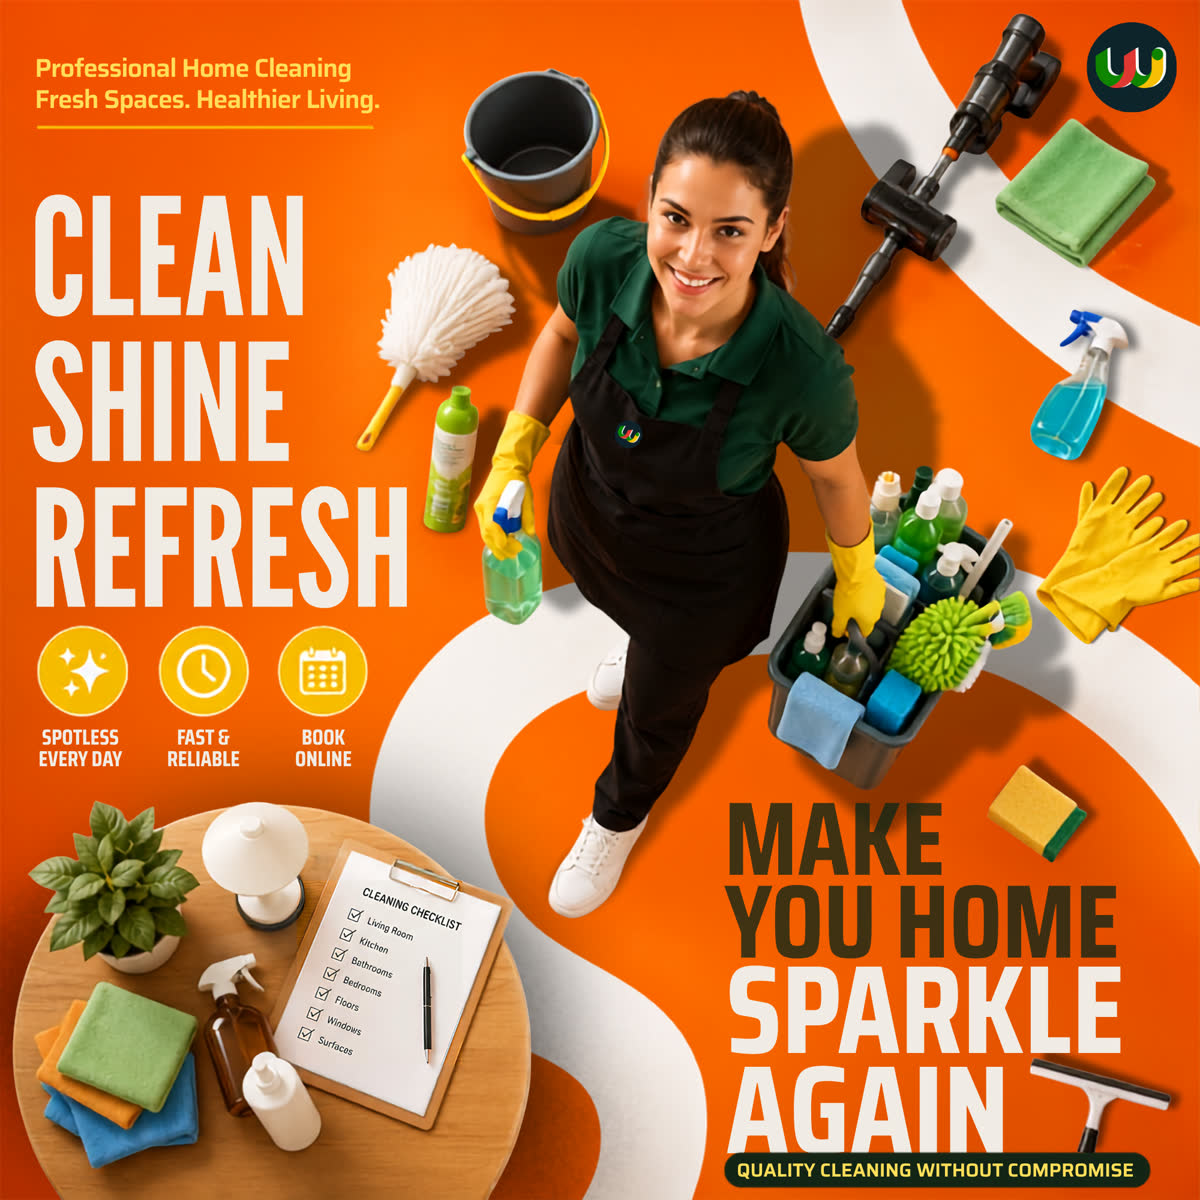 Professional Home Cleaning
Fresh Spaces. Healthier Living.
CLEAN
SHINE
REFRESH
SPOTLESS
EVERY DAY
FAST &
RELIABLE
BOOK
ONLINE
CLEANING CHECKLIST
Living Room
Kitchen
Bathrooms
Bedrooms
Floors
Windows
Surfaces
MAKE
YOU HOME
SPARKLE
AGAIN
QUALITY CLEANING WITHOUT COMPROMISE